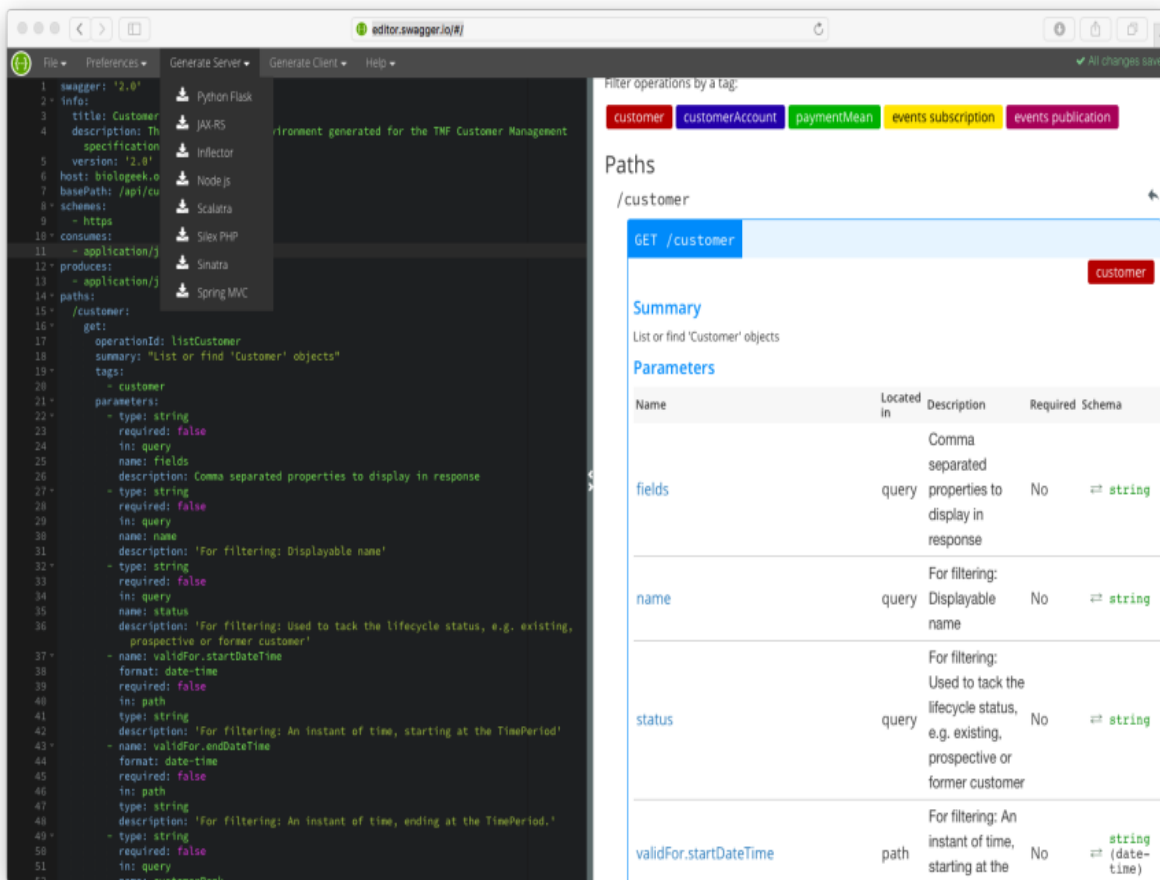 editor.swagger.io/#/
File Preferences Generate Server Generate Client Help All changes save
Python Flask
JAX-RS
Inflector
Node js
Scalatra
Silex PHP
Sinatra
Spring MVC
1 swagger: '2.0'
2 info:
3 title: Customer
4 description: Th vironment generated for the TMF Customer Management
specification
5 version: '2.0'
6 host: biologeek.o
7 basePath: /api/cu
8 schemes:
9 - https
10 consumes:
11 - application/j
12 produces:
13 - application/j
14 paths:
15 /customer:
16 get:
17 operationId: listCustomer
18 summary: "List or find 'Customer' objects"
19 tags:
20 - customer
21 parameters:
22 - type: string
23 required: false
24 in: query
25 name: fields
26 description: Comma separated properties to display in response
27 - type: string
28 required: false
29 in: query
30 name: name
31 description: 'For filtering: Displayable name'
32 - type: string
33 required: false
34 in: query
35 name: status
36 description: 'For filtering: Used to tack the lifecycle status, e.g. existing,
prospective or former customer'
37 - name: validFor.startDateTime
38 format: date-time
39 required: false
40 in: path
41 type: string
42 description: 'For filtering: An instant of time, starting at the TimePeriod'
43 - name: validFor.endDateTime
44 format: date-time
45 required: false
46 in: path
47 type: string
48 description: 'For filtering: An instant of time, ending at the TimePeriod.'
49 - type: string
50 required: false
51 in: query
Filter operations by a tag:
customer customerAccount paymentMean events subscription events publication
Paths
/customer
GET /customer
customer
Summary
List or find 'Customer' objects
Parameters
Name Located in Description Required Schema
fields query Comma separated properties to display in response No string
name query For filtering: Displayable name No string
status query For filtering: Used to tack the lifecycle status, e.g. existing, prospective or former customer No string
validFor.startDateTime path For filtering: An instant of time, starting at the No string (date-time)